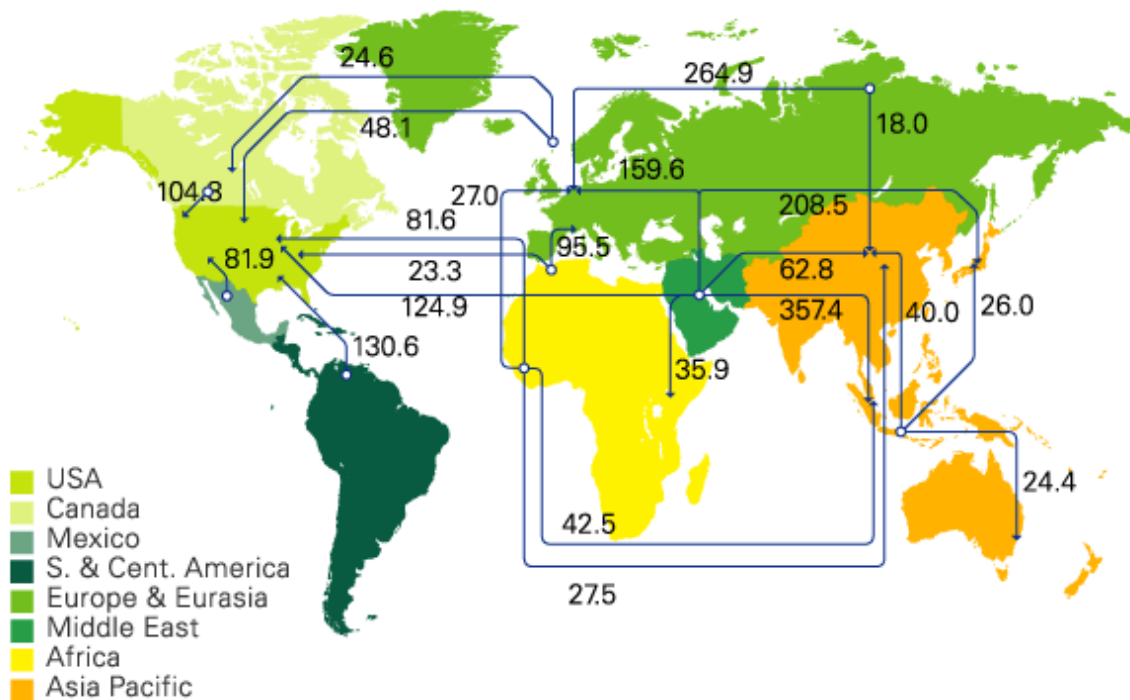 24.6
264.9
48.1
18.0
159.6
104.3
27.0
208.5
81.6
81.9
95.5
62.8
23.3
124.9
357.4
40.0
26.0
130.6
35.9
USA
24.4
Canada
42.5
Mexico
S. & Cent. America
27.5
Europe & Eurasia
Middle East
Africa
Asia Pacific